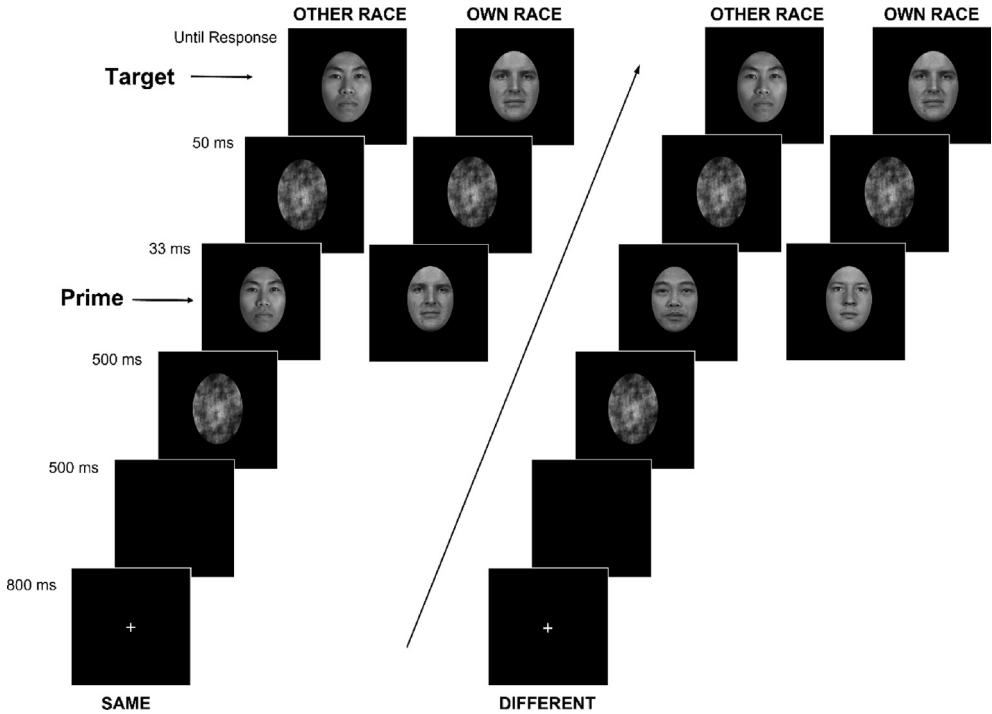 OTHER RACE OWN RACE OTHER RACE OWN RACE
Until Response
Target
50 ms
33 ms
Prime
500 ms
500 ms
800 ms
SAME DIFFERENT